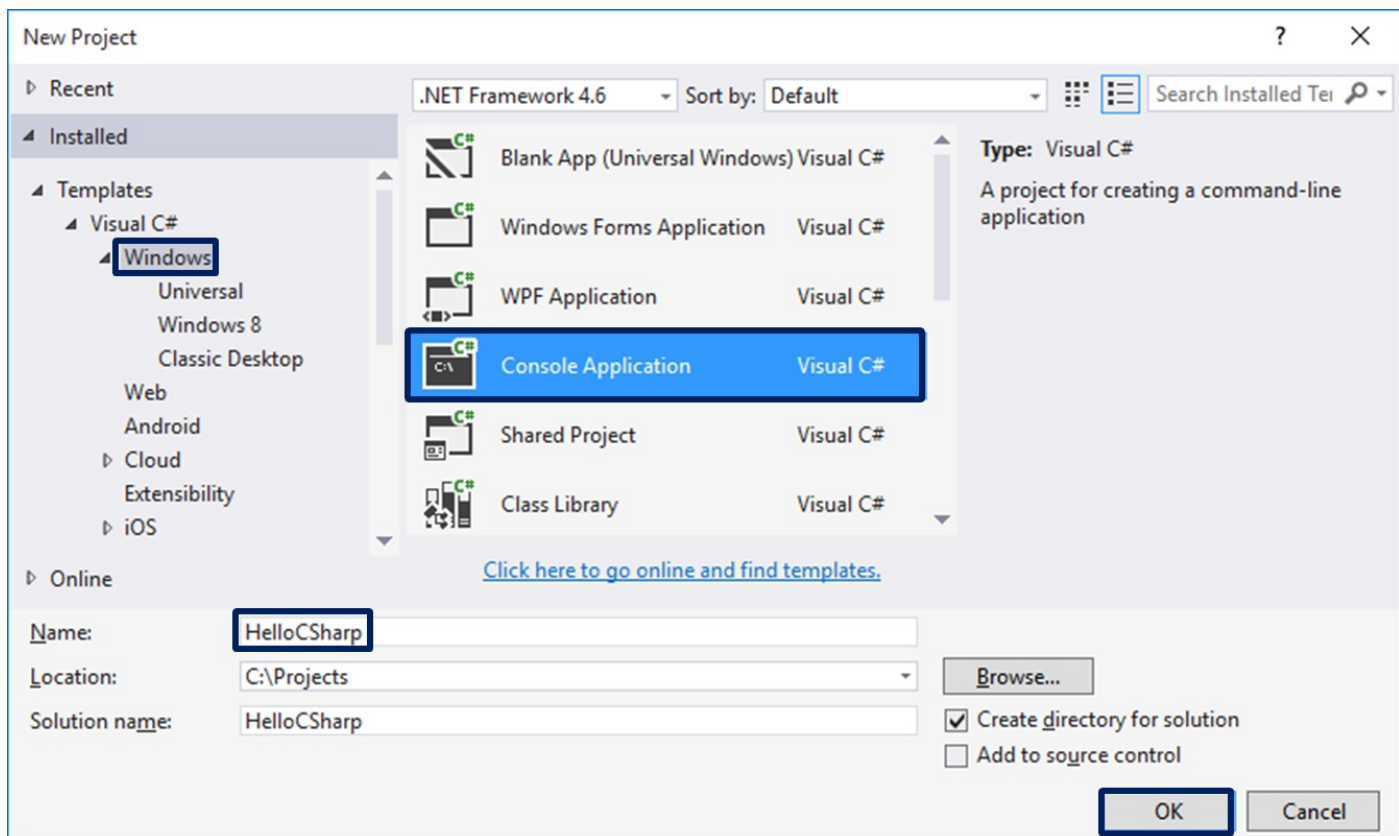 New Project
?
Recent
.NET Framework 4.6
Sort by:
Default
Search Installed Te
Installed
Templates
Visual C#
Windows
Universal
Windows 8
Classic Desktop
Web
Android
Cloud
Extensibility
iOS
Online
C#
Blank App (Universal Windows) Visual C#
C#
Windows Forms Application Visual C#
C#
WPF Application Visual C#
C#
C:\
Console Application Visual C#
C#
Shared Project Visual C#
C#
Class Library Visual C#
Type: Visual C#
A project for creating a command-line
application
Click here to go online and find templates.
Name: HelloCSharp
Location: C:\Projects
Browse...
Solution name: HelloCSharp
Create directory for solution
Add to source control
OK
Cancel